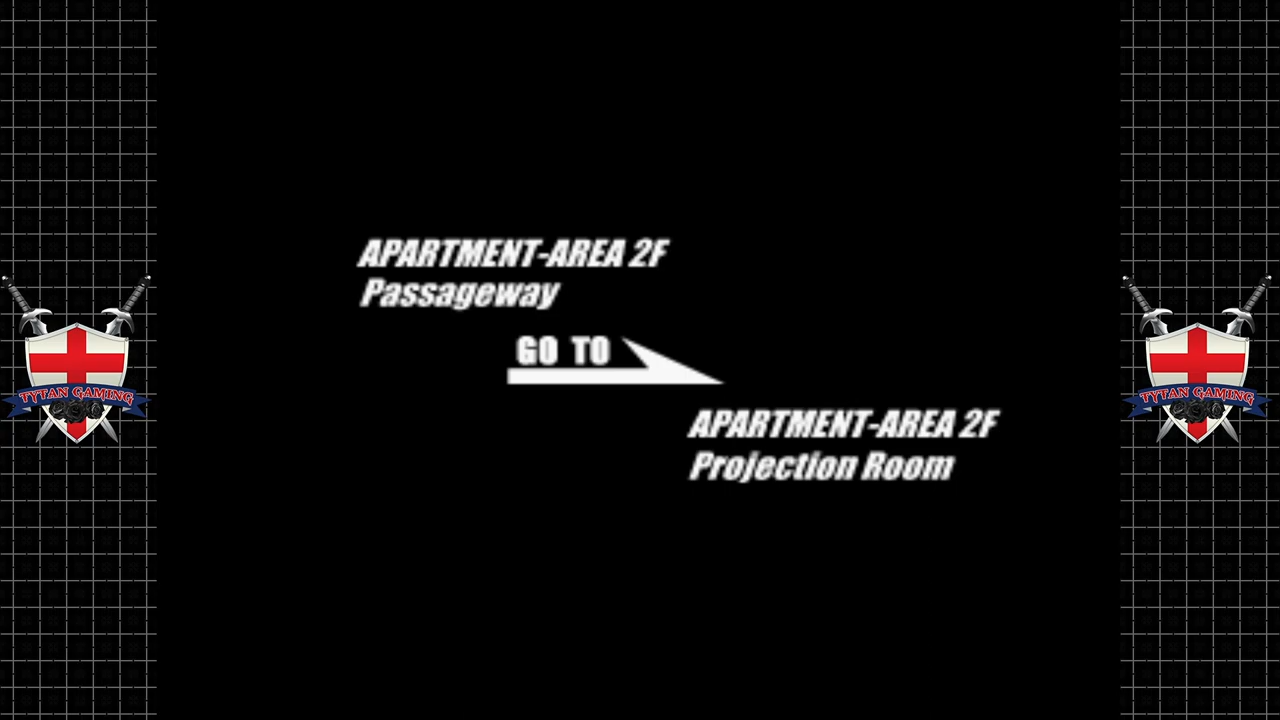 APARTMENT-AREA 2F
Passageway
GO TO
APARTMENT-AREA 2F
Projection Room
TYTAN GAMING
TYTAN GAMING